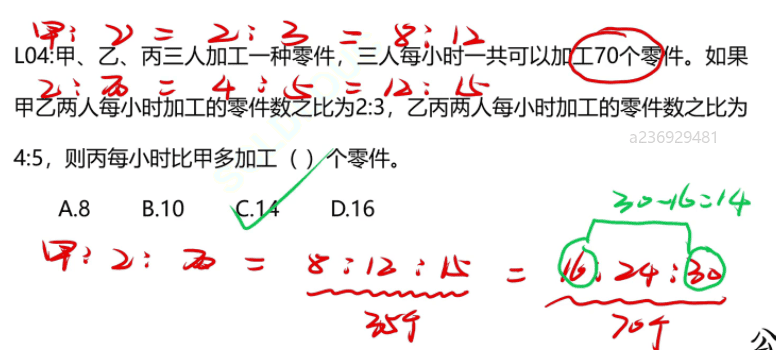 甲:乙=2:3=8:12
L04:甲、乙、丙三人加工一种零件，三人每小时一共可以加工70个零件。如果
乙:丙=4:5=12:15
甲乙两人每小时加工的零件数之比为2:3，乙丙两人每小时加工的零件数之比为
a236929481
4:5，则丙每小时比甲多加工（ ）个零件。
30-16=14
A.8 B.10 C.14 D.16
甲:乙:丙=8:12:15=16:24:30
35个 70个
公